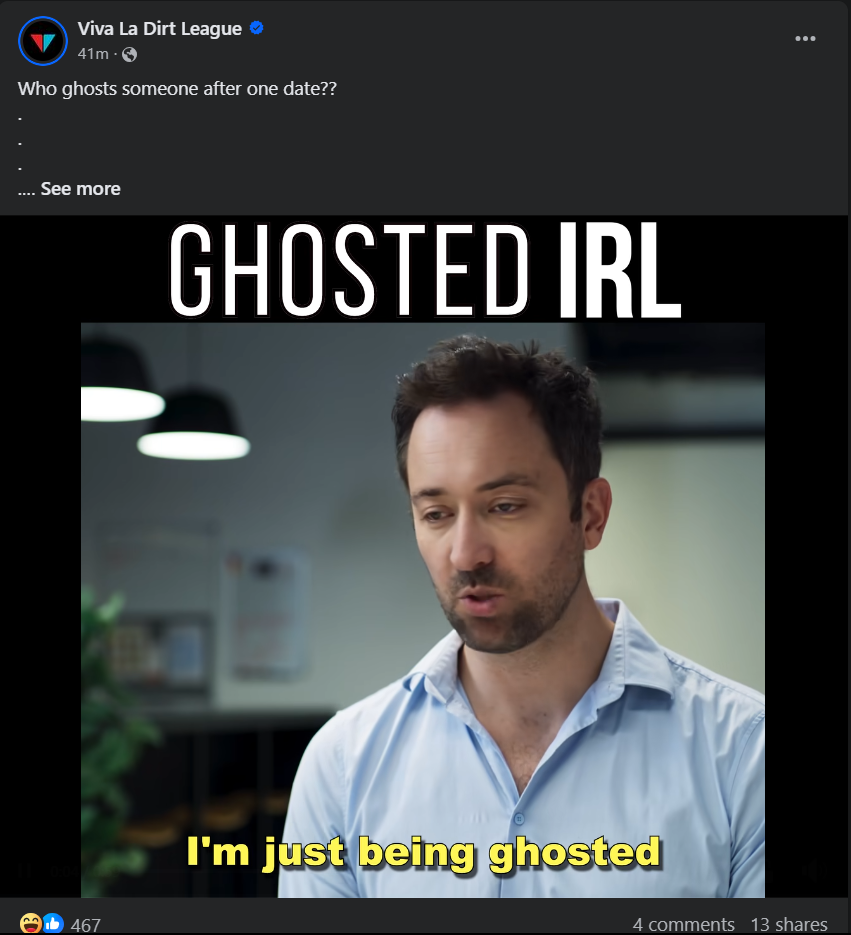 Viva La Dirt League
41m ·
Who ghosts someone after one date??
.
.
.
.... See more
GHOSTED IRL
I'm just being ghosted
467
4 comments 13 shares